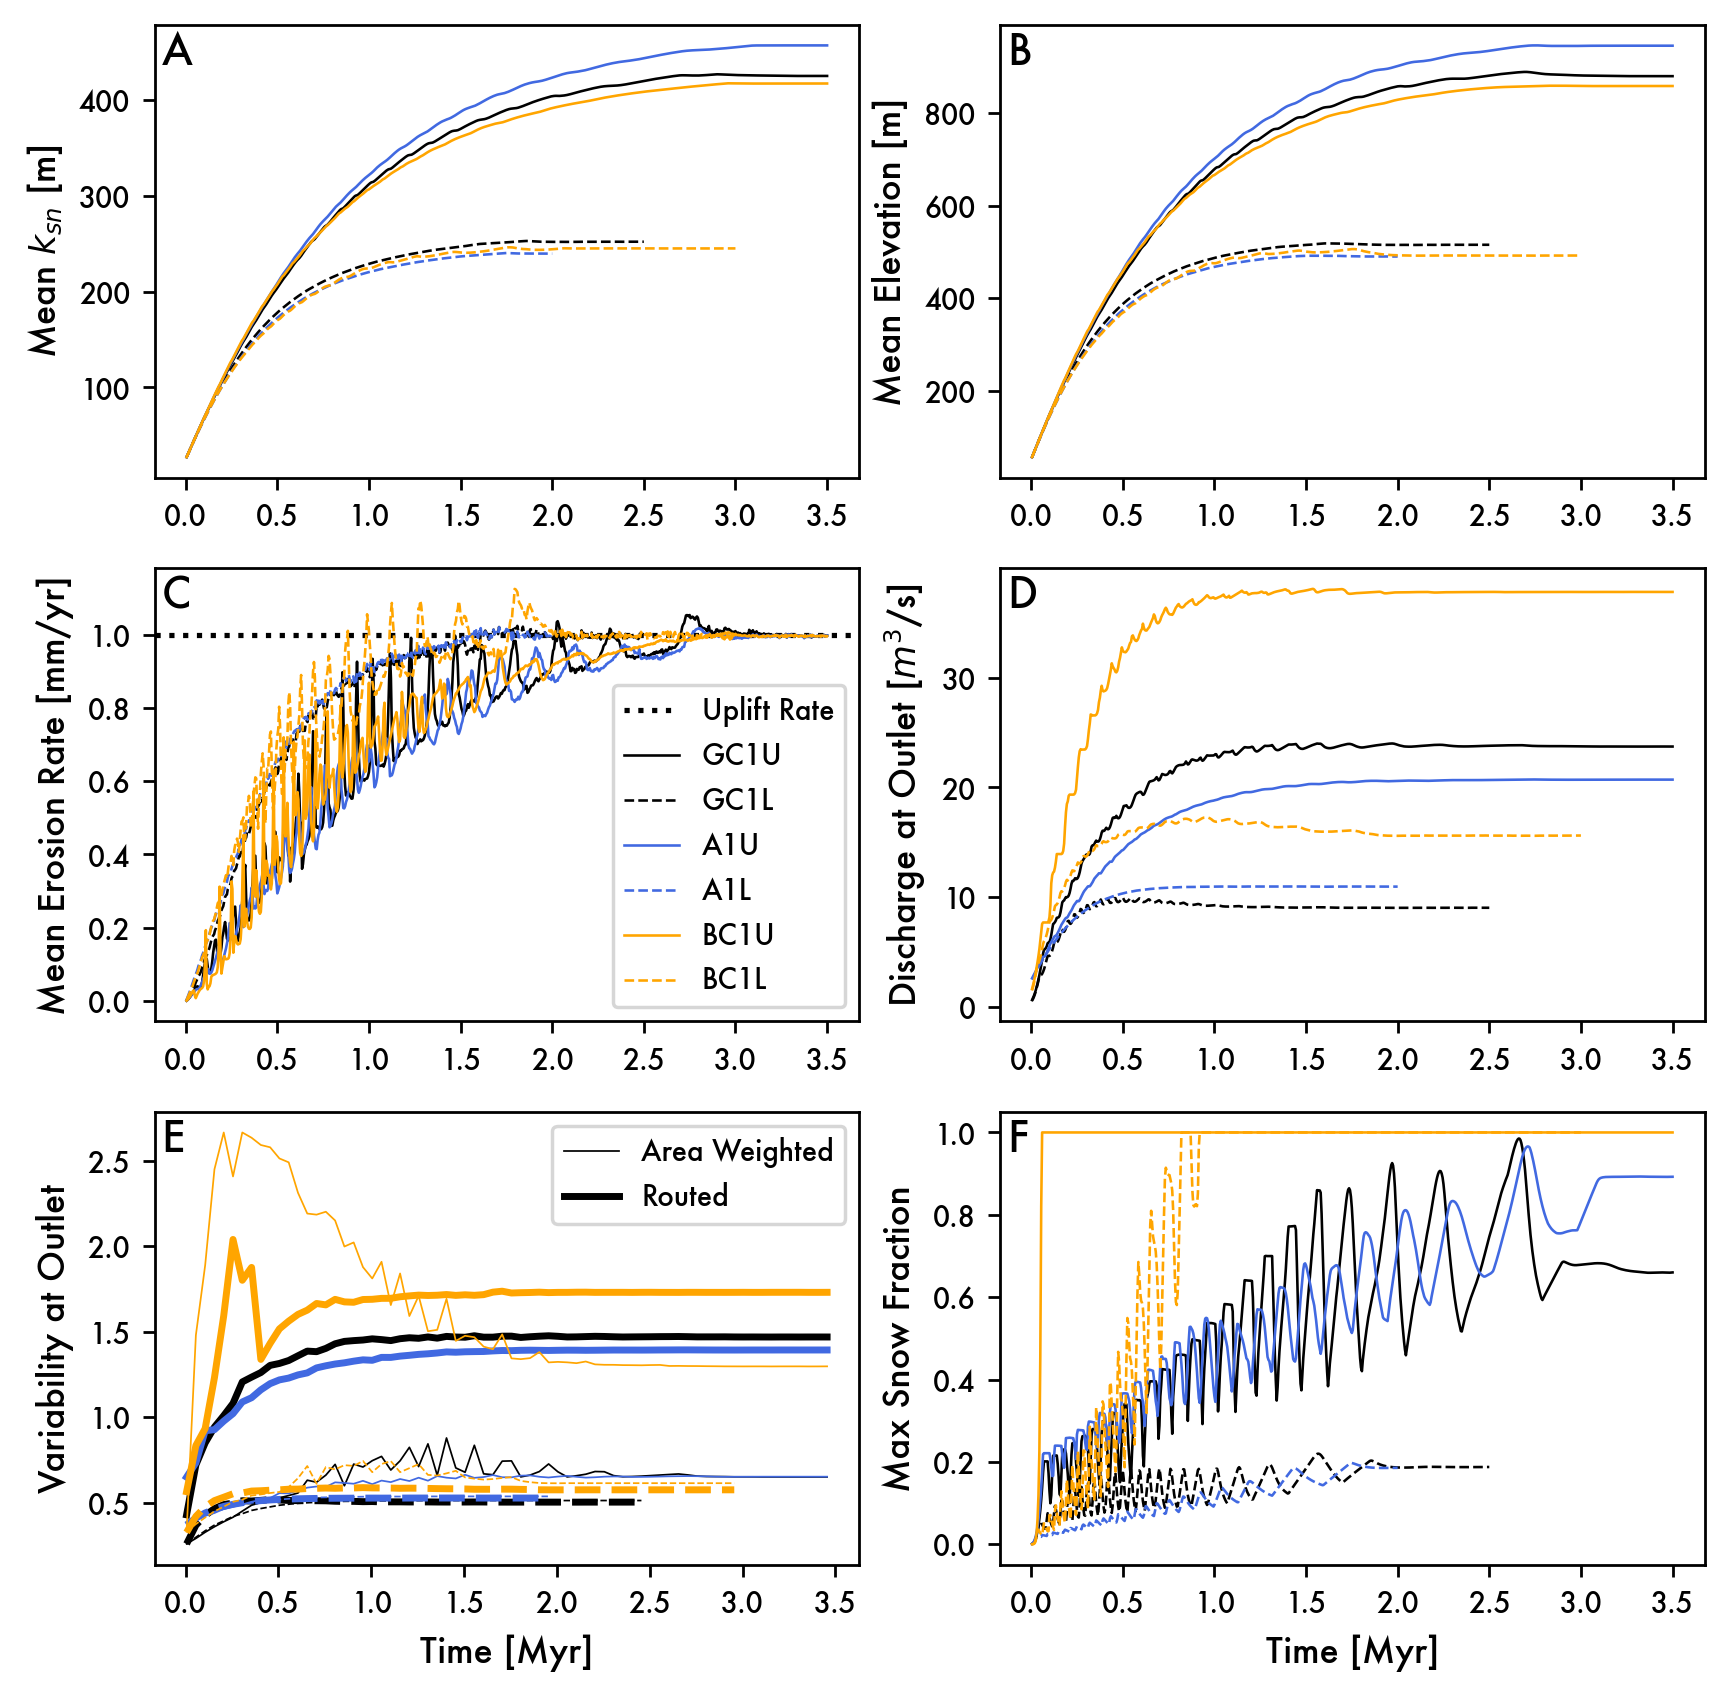 A
Mean k_sn [m]
400
300
200
100
0.0 0.5 1.0 1.5 2.0 2.5 3.0 3.5
B
Mean Elevation [m]
800
600
400
200
0.0 0.5 1.0 1.5 2.0 2.5 3.0 3.5
C
Mean Erosion Rate [mm/yr]
1.0
0.8
0.6
0.4
0.2
0.0
Uplift Rate
GC1U
GC1L
A1U
A1L
BC1U
BC1L
0.0 0.5 1.0 1.5 2.0 2.5 3.0 3.5
D
Discharge at Outlet [m³/s]
30
20
10
0
0.0 0.5 1.0 1.5 2.0 2.5 3.0 3.5
E
Variability at Outlet
2.5
2.0
1.5
1.0
0.5
Area Weighted
Routed
0.0 0.5 1.0 1.5 2.0 2.5 3.0 3.5
Time [Myr]
F
Max Snow Fraction
1.0
0.8
0.6
0.4
0.2
0.0
0.0 0.5 1.0 1.5 2.0 2.5 3.0 3.5
Time [Myr]